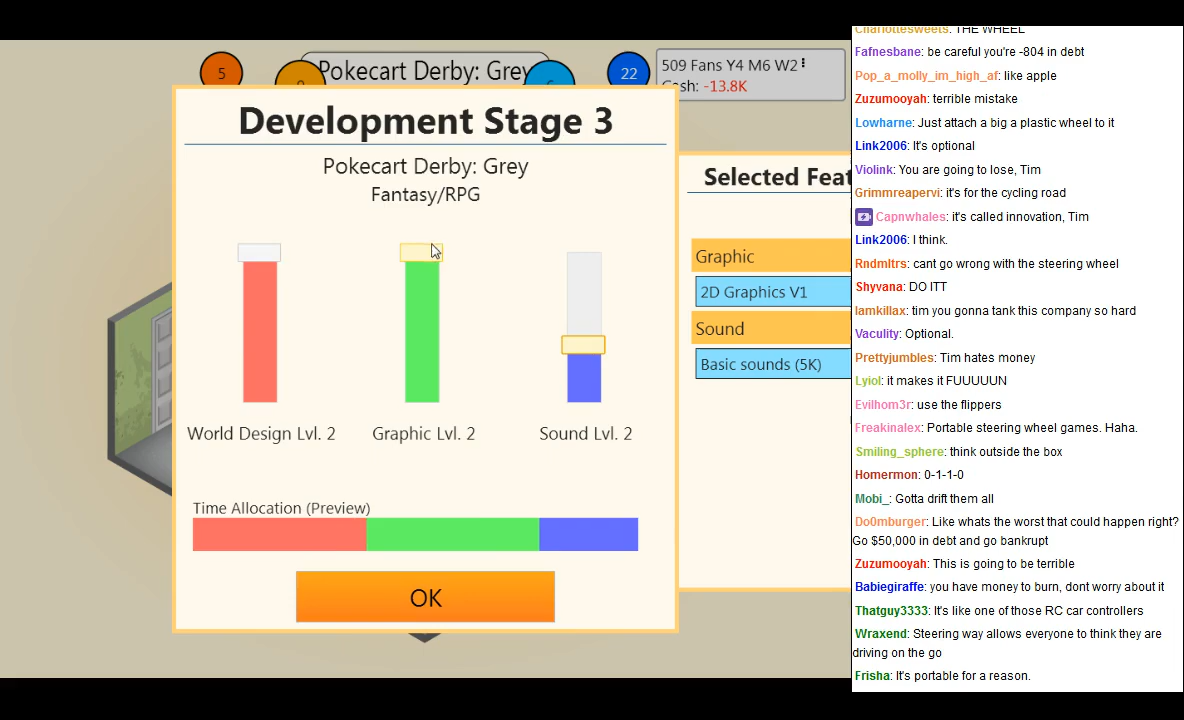 5
Pokecart Derby: Grey
22
509 Fans Y4 M6 W2
Cash: -13.8K
Development Stage 3
Pokecart Derby: Grey
Fantasy/RPG
World Design Lvl. 2
Graphic Lvl. 2
Sound Lvl. 2
Time Allocation (Preview)
OK
Selected Feat
Graphic
2D Graphics V1
Sound
Basic sounds (5K)
Charlottesweets: THE WHEEL
Fafnesbane: be careful you're -804 in debt
Pop_a_molly_im_high_af: like apple
Zuzumooyah: terrible mistake
Lowharne: Just attach a big a plastic wheel to it
Link2006: It's optional
Violink: You are going to lose, Tim
Grimmreapervi: it's for the cycling road
Capnwhales: it's called innovation, Tim
Link2006: I think.
Rndmltrs: cant go wrong with the steering wheel
Shyvana: DO ITT
Iamkillax: tim you gonna tank this company so hard
Vaculity: Optional.
Prettyjumbles: Tim hates money
Lyiol: it makes it FUUUUUN
Evilhom3r: use the flippers
Freakinalex: Portable steering wheel games. Haha.
Smiling_sphere: think outside the box
Homermon: 0-1-1-0
Mobi_: Gotta drift them all
Do0mburger: Like whats the worst that could happen right?
Go $50,000 in debt and go bankrupt
Zuzumooyah: This is going to be terrible
Babiegiraffe: you have money to burn, dont worry about it
Thatguy3333: It's like one of those RC car controllers
Wraxend: Steering way allows everyone to think they are
driving on the go
Frisha: It's portable for a reason.